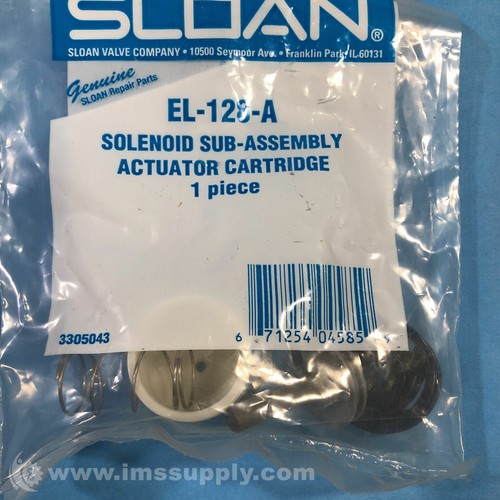 SLOAN®
SLOAN VALVE COMPANY • 10500 Seymour Ave. • Franklin Park, IL 60131
Genuine
SLOAN Repair Parts
EL-128-A
SOLENOID SUB-ASSEMBLY
ACTUATOR CARTRIDGE
1 piece
3305043
6 71254 04585
www.imssupply.com